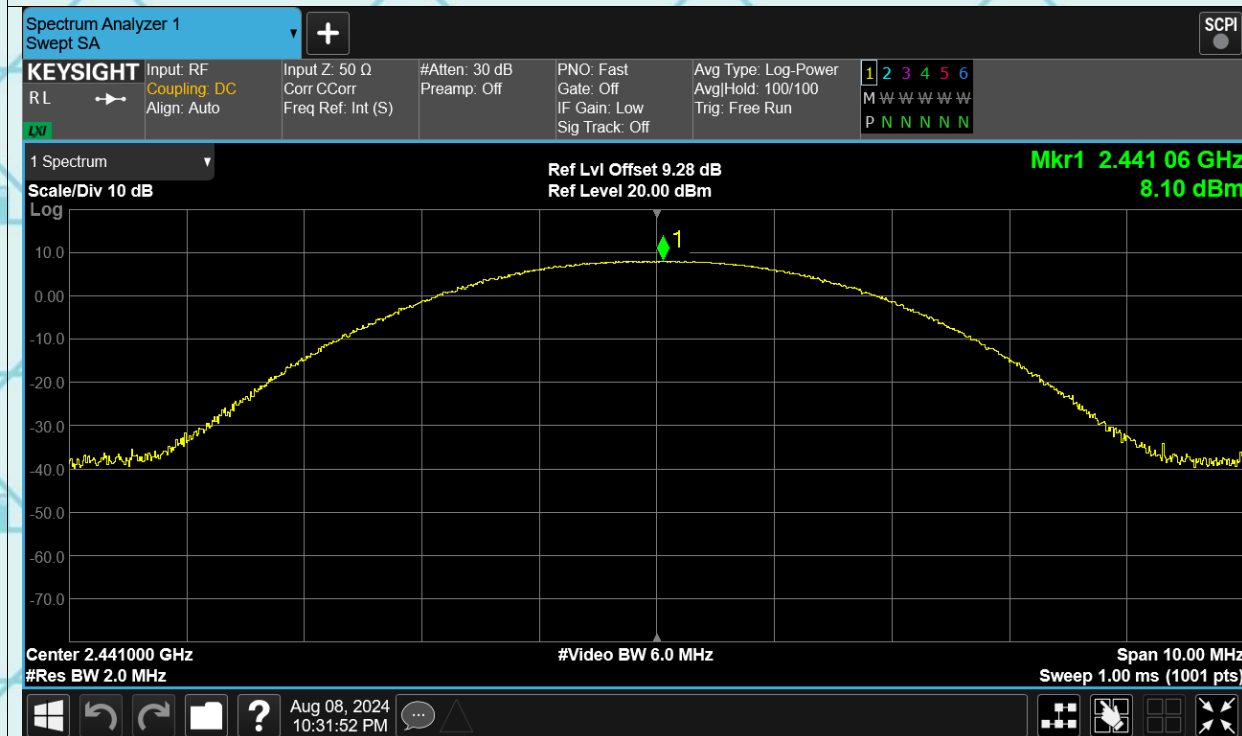 Spectrum Analyzer 1
Swept SA
+
SCPI
KEYSIGHT
RL
LXI
Input: RF
Coupling: DC
Align: Auto
Input Z: 50 Ω
Corr CCorr
Freq Ref: Int (S)
#Atten: 30 dB
Preamp: Off
PNO: Fast
Gate: Off
IF Gain: Low
Sig Track: Off
Avg Type: Log-Power
Avg|Hold: 100/100
Trig: Free Run
1 2 3 4 5 6
M W W W W W
P N N N N N
1 Spectrum
Scale/Div 10 dB
Log
Ref Lvl Offset 9.28 dB
Ref Level 20.00 dBm
Mkr1 2.441 06 GHz
8.10 dBm
1
10.0
0.00
-10.0
-20.0
-30.0
-40.0
-50.0
-60.0
-70.0
Center 2.441000 GHz
#Res BW 2.0 MHz
#Video BW 6.0 MHz
Span 10.00 MHz
Sweep 1.00 ms (1001 pts)
?
Aug 08, 2024
10:31:52 PM